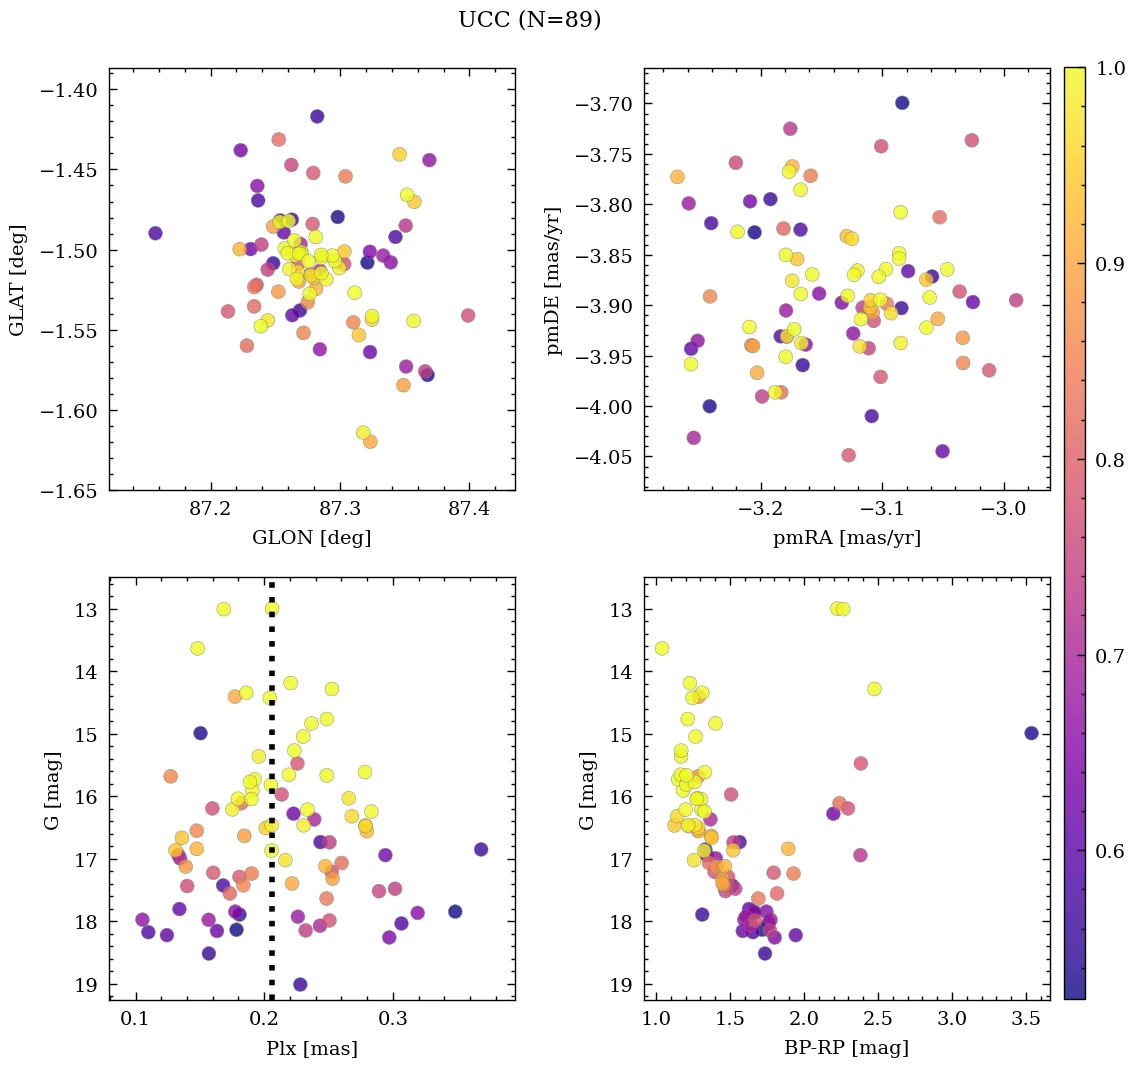 UCC (N=89)
−1.40
−1.45
−1.50
−1.55
−1.60
−1.65
GLAT [deg]
87.2 87.3 87.4
GLON [deg]
−3.70
−3.75
−3.80
−3.85
−3.90
−3.95
−4.00
−4.05
pmDE [mas/yr]
−3.2 −3.1 −3.0
pmRA [mas/yr]
13
14
15
16
17
18
19
G [mag]
0.1 0.2 0.3
Plx [mas]
13
14
15
16
17
18
19
G [mag]
1.0 1.5 2.0 2.5 3.0 3.5
BP-RP [mag]
1.0
0.9
0.8
0.7
0.6